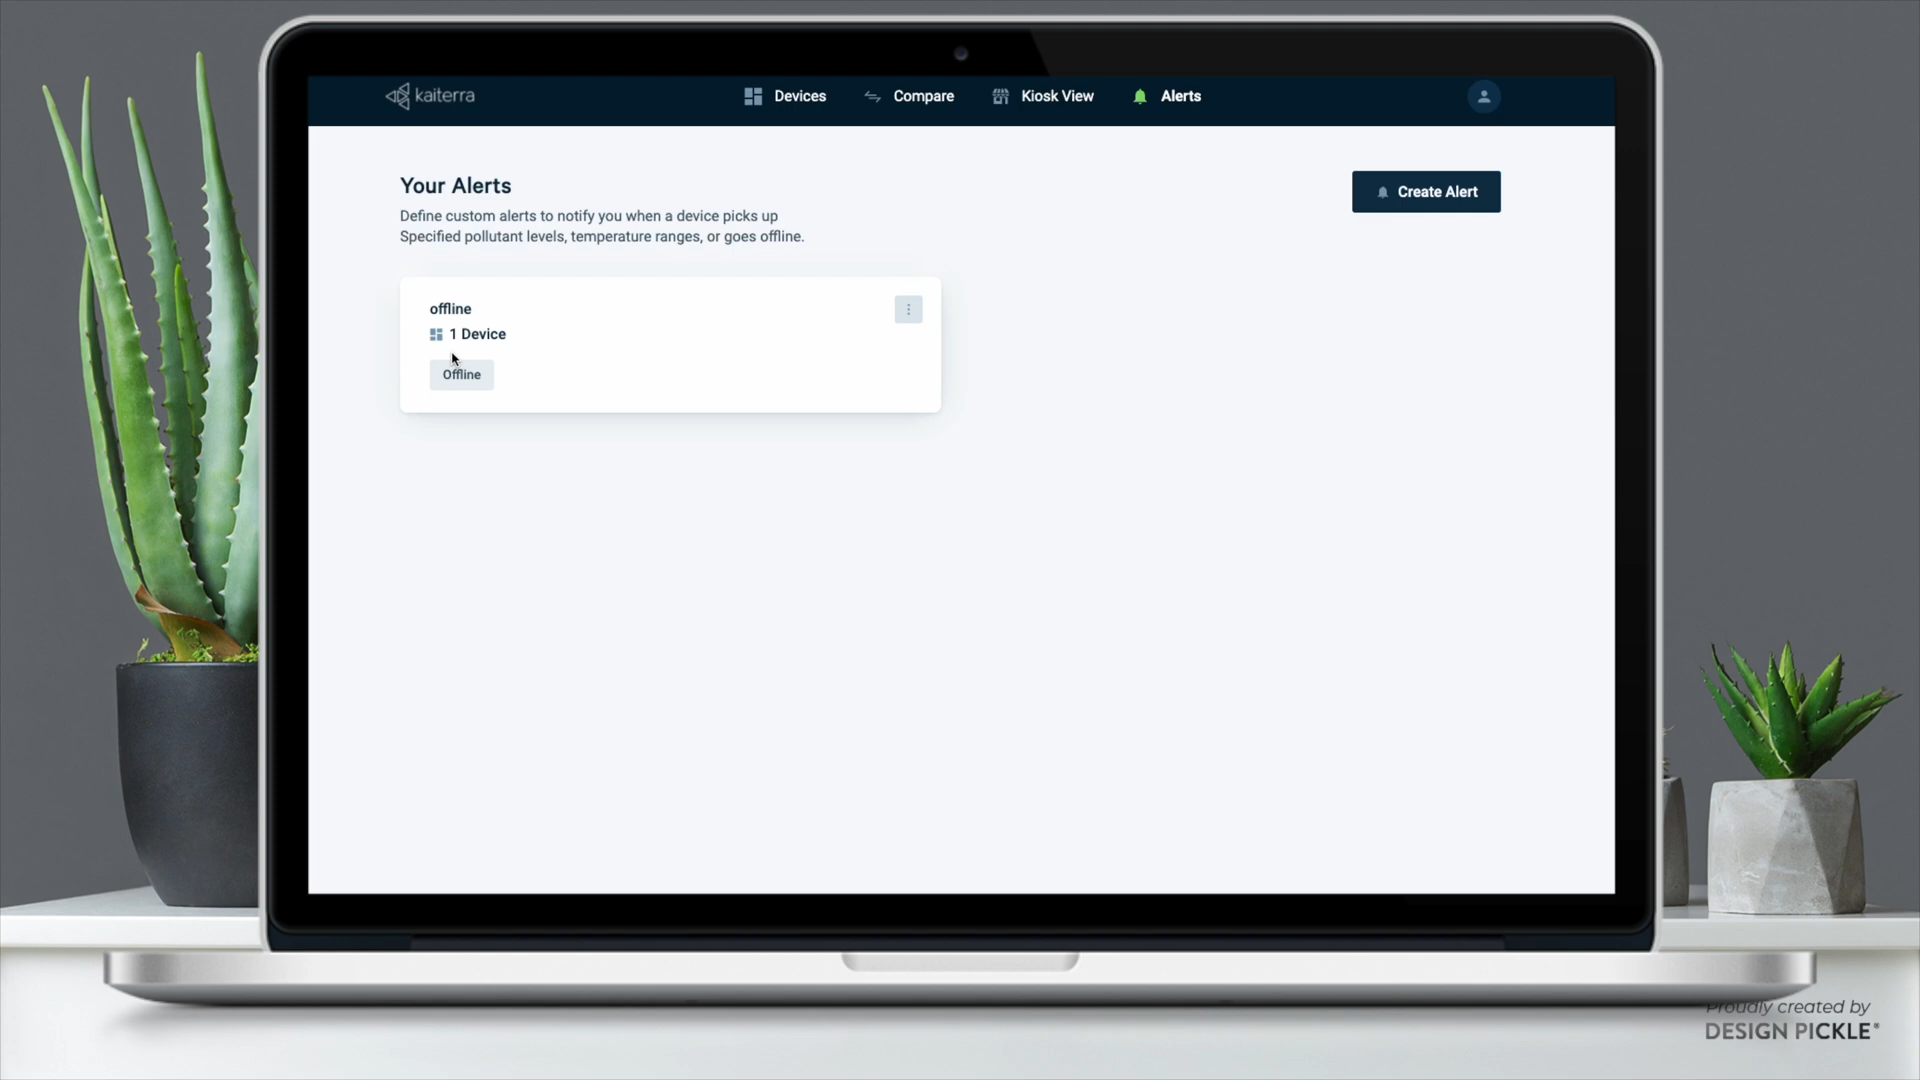 kaiterra
Devices
Compare
Kiosk View
Alerts
Your Alerts
Create Alert
Define custom alerts to notify you when a device picks up
Specified pollutant levels, temperature ranges, or goes offline.
offline
1 Device
Offline
Proudly created by
DESIGN PICKLE®